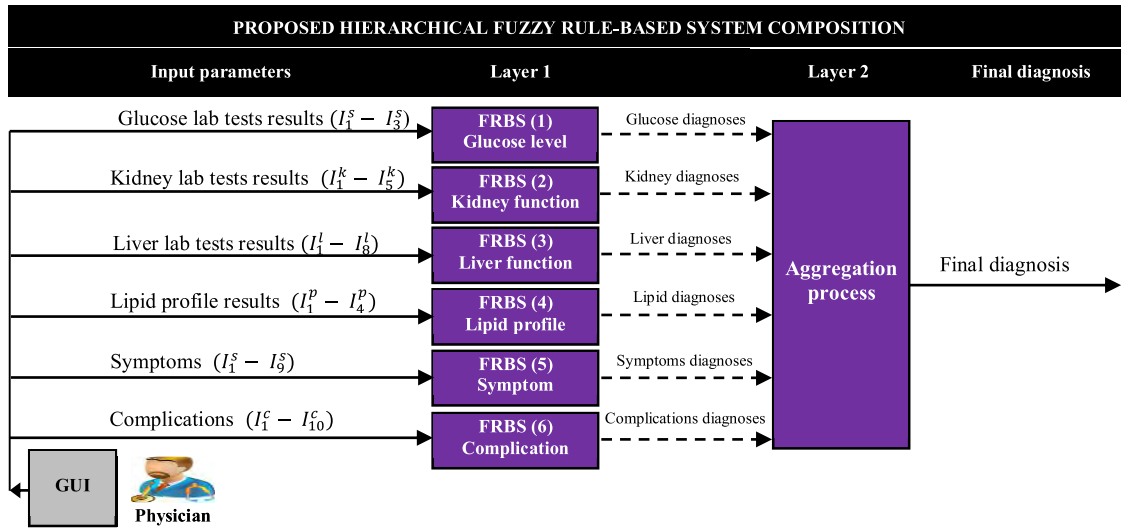 PROPOSED HIERARCHICAL FUZZY RULE-BASED SYSTEM COMPOSITION
Input parameters Layer 1 Layer 2 Final diagnosis
Glucose lab tests results (I₁ˢ − I₃ˢ)
FRBS (1)
Glucose level
Glucose diagnoses
Kidney lab tests results (I₁ᵏ − I₅ᵏ)
FRBS (2)
Kidney function
Kidney diagnoses
Liver lab tests results (I₁ˡ − I₈ˡ)
FRBS (3)
Liver function
Liver diagnoses
Lipid profile results (I₁ᵖ − I₄ᵖ)
FRBS (4)
Lipid profile
Lipid diagnoses
Symptoms (I₁ˢ − I₉ˢ)
FRBS (5)
Symptom
Symptoms diagnoses
Complications (I₁ᶜ − I₁₀ᶜ)
FRBS (6)
Complication
Complications diagnoses
Aggregation
process
Final diagnosis
GUI
Physician